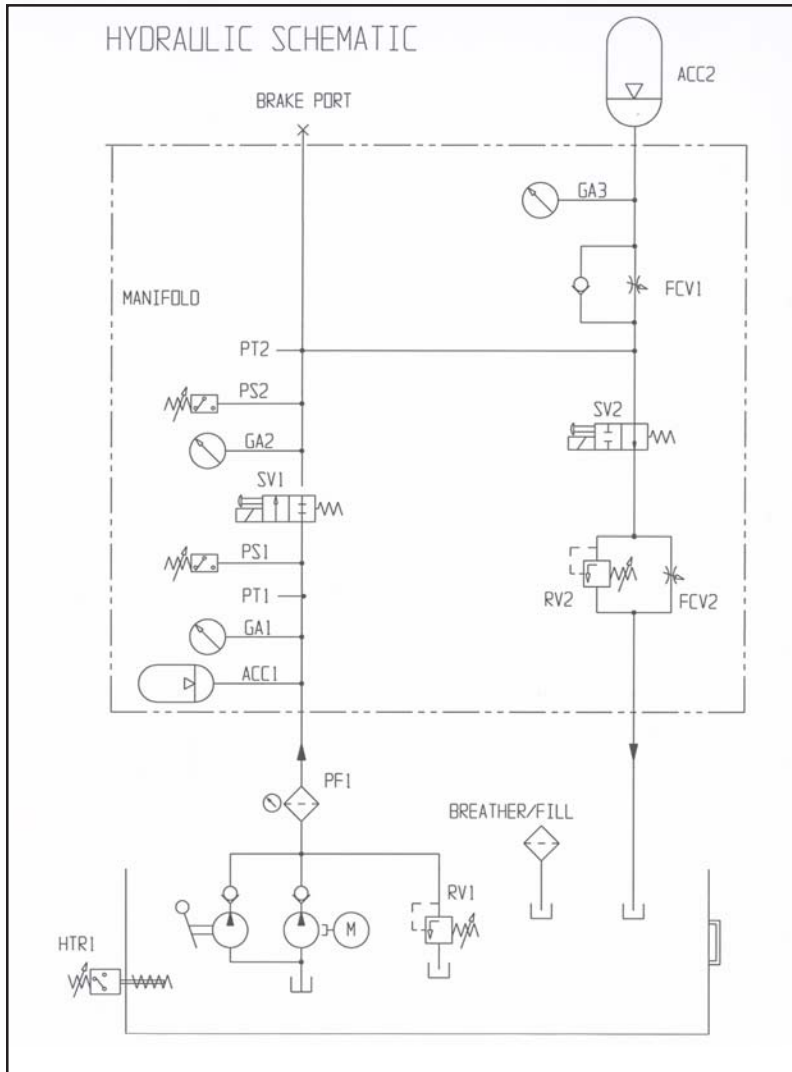 HYDRAULIC SCHEMATIC
ACC2
BRAKE PORT
GA3
MANIFOLD
FCV1
PT2
PS2
SV2
GA2
SV1
PS1
PT1
RV2
FCV2
GA1
ACC1
PF1
BREATHER/FILL
RV1
M
HTR1